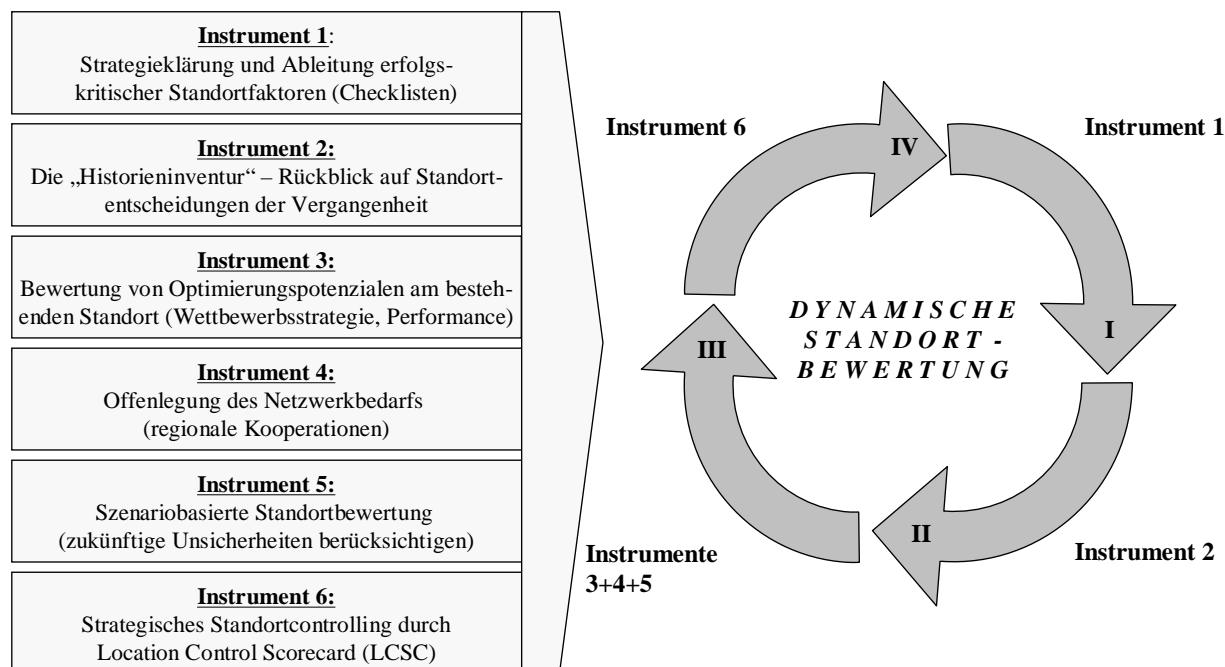 Instrument 1:
Strategieklärung und Ableitung erfolgs-
kritischer Standortfaktoren (Checklisten)
Instrument 2:
Die „Historieninventur“ – Rückblick auf Standort-
entscheidungen der Vergangenheit
Instrument 3:
Bewertung von Optimierungspotenzialen am besteh-
enden Standort (Wettbewerbsstrategie, Performance)
Instrument 4:
Offenlegung des Netzwerkbedarfs
(regionale Kooperationen)
Instrument 5:
Szenariobasierte Standortbewertung
(zukünftige Unsicherheiten berücksichtigen)
Instrument 6:
Strategisches Standortcontrolling durch
Location Control Scorecard (LCSC)
Instrument 6
IV
Instrument 1
I
DYNAMISCHE
STANDORT-
BEWERTUNG
III
II
Instrumente
3+4+5
Instrument 2